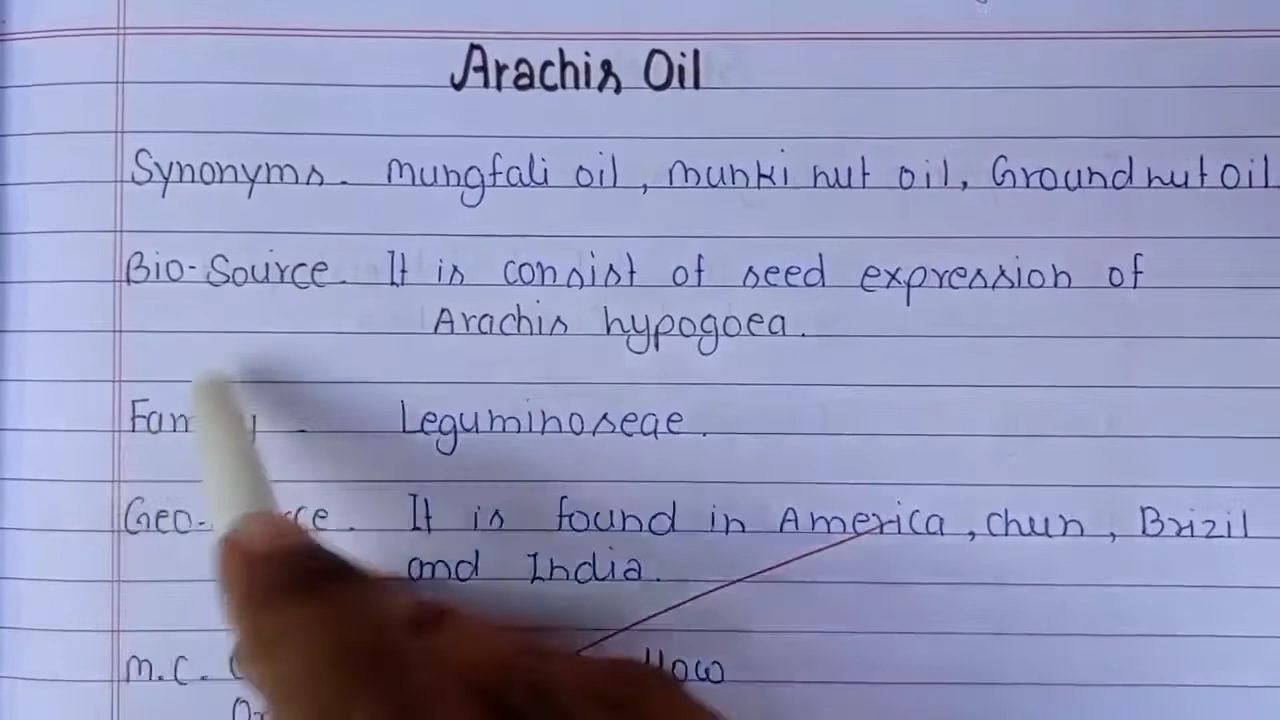 Arachis Oil
Synonyms. mungfali oil, munki nut oil, Groundnut oil
Bio-Source. It is consist of seed expression of
Arachis hypogoea.
Leguminoseae.
It is found in America, chun, Brizil
and India.
m.c.